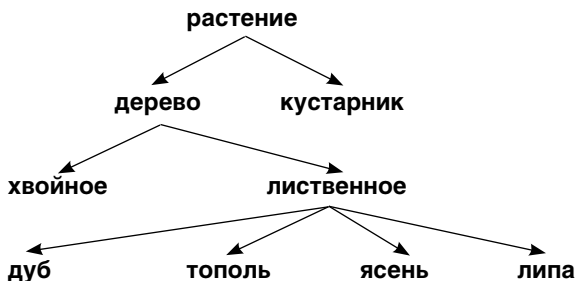 растение
дерево кустарник
хвойное лиственное
дуб тополь ясень липа